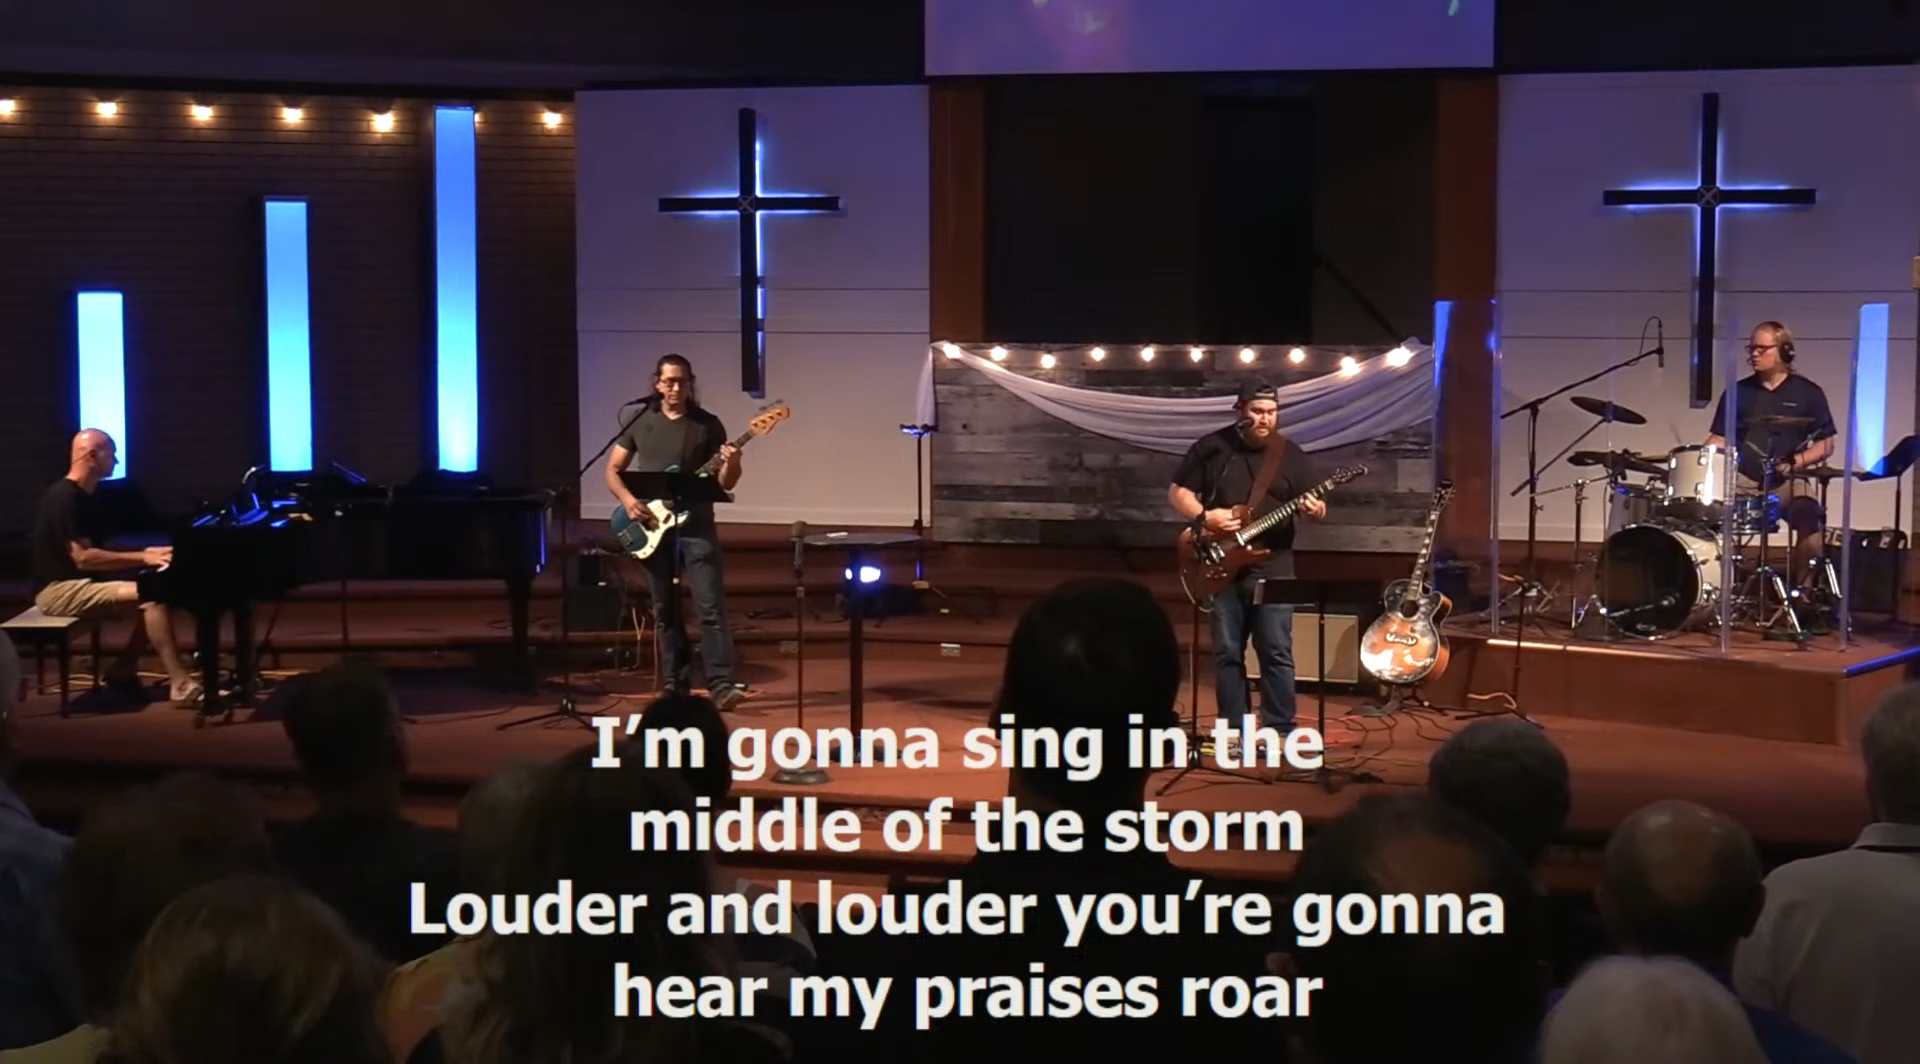 I’m gonna sing in the
middle of the storm
Louder and louder you’re gonna
hear my praises roar